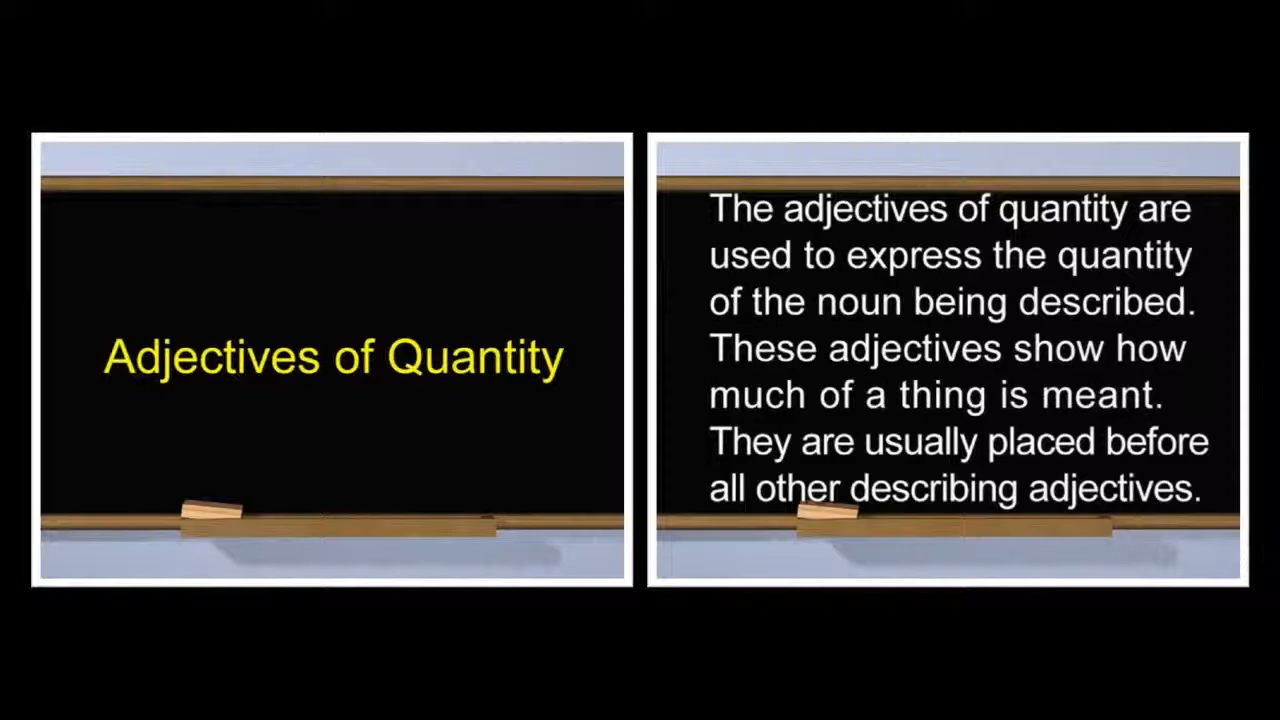 Adjectives of Quantity
The adjectives of quantity are
used to express the quantity
of the noun being described.
These adjectives show how
much of a thing is meant.
They are usually placed before
all other describing adjectives.